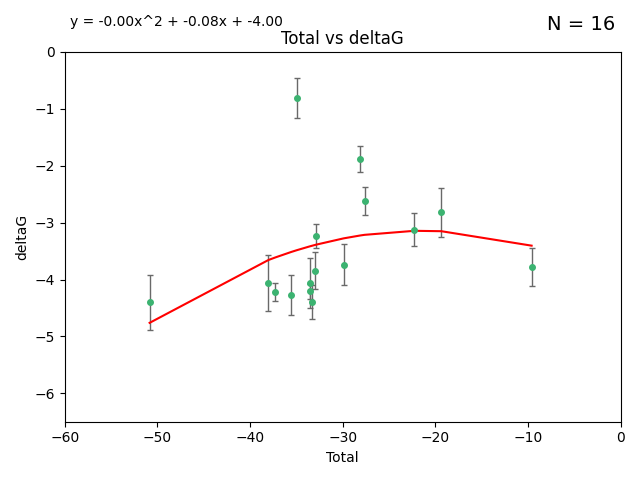 y = -0.00x^2 + -0.08x + -4.00
N = 16
Total vs deltaG
deltaG
0
−1
−2
−3
−4
−5
−6
−60
−50
−40
−30
−20
−10
0
Total